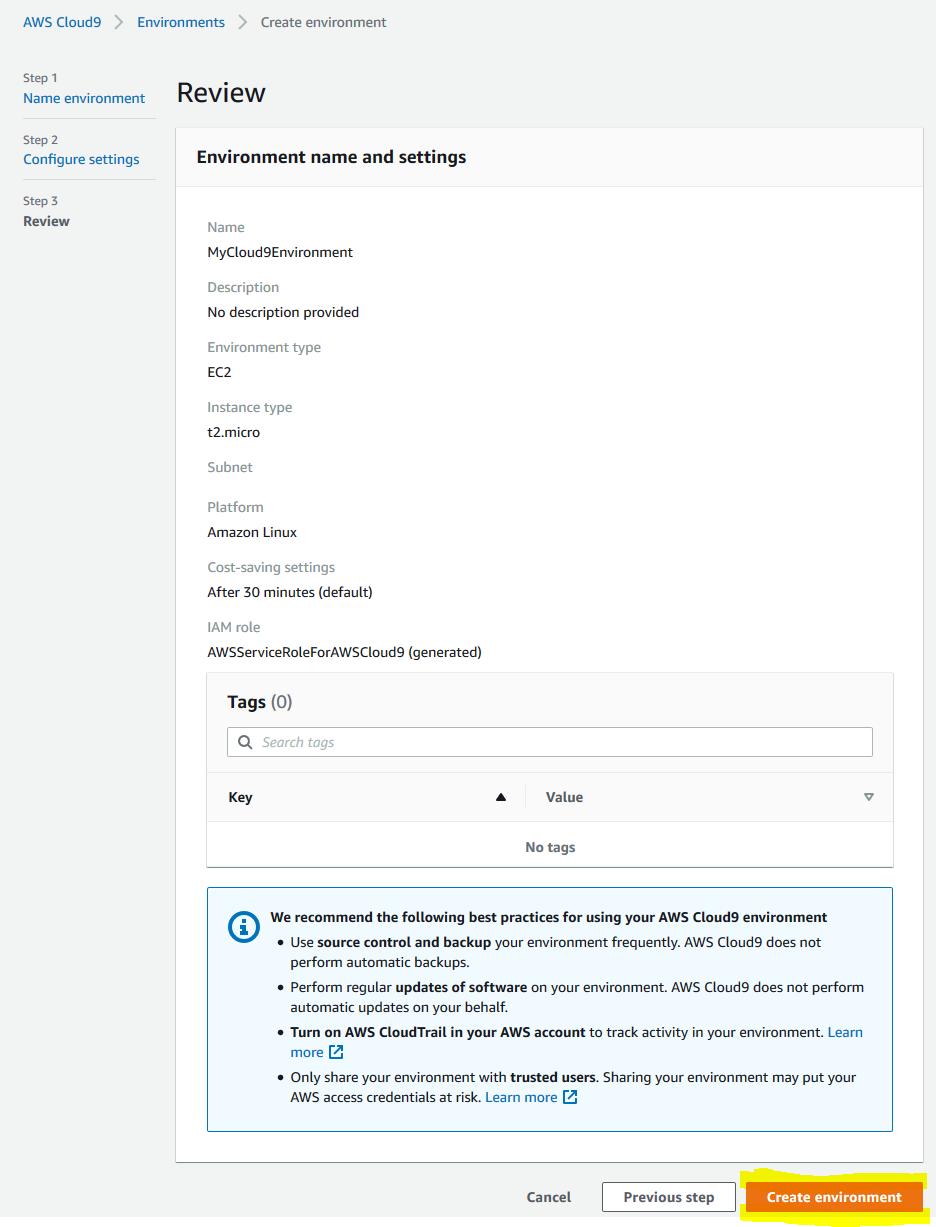 AWS Cloud9 > Environments > Create environment
Step 1
Name environment
Step 2
Configure settings
Step 3
Review
Review
Environment name and settings
Name
MyCloud9Environment
Description
No description provided
Environment type
EC2
Instance type
t2.micro
Subnet
Platform
Amazon Linux
Cost-saving settings
After 30 minutes (default)
IAM role
AWSServiceRoleForAWSCloud9 (generated)
Tags (0)
Search tags
Key Value
No tags
We recommend the following best practices for using your AWS Cloud9 environment
• Use source control and backup your environment frequently. AWS Cloud9 does not
perform automatic backups.
• Perform regular updates of software on your environment. AWS Cloud9 does not perform
automatic updates on your behalf.
• Turn on AWS CloudTrail in your AWS account to track activity in your environment. Learn
more
• Only share your environment with trusted users. Sharing your environment may put your
AWS access credentials at risk. Learn more
Cancel Previous step Create environment